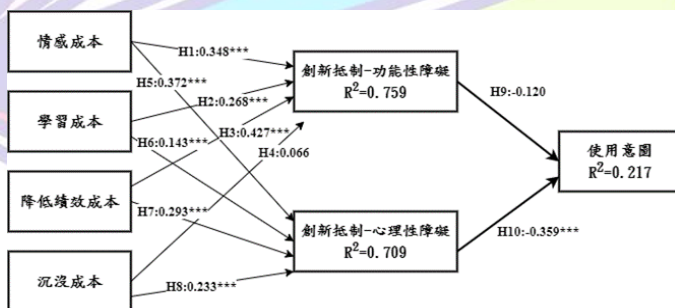 情感成本
學習成本
降低績效成本
沉沒成本
H1:0.348***
H5:0.372***
H2:0.268***
H6:0.143***
H3:0.427***
H4:0.066
H7:0.293***
H8:0.233***
創新抵制-功能性障礙
R²=0.759
創新抵制-心理性障礙
R²=0.709
H9:-0.120
H10:-0.359***
使用意圖
R²=0.217